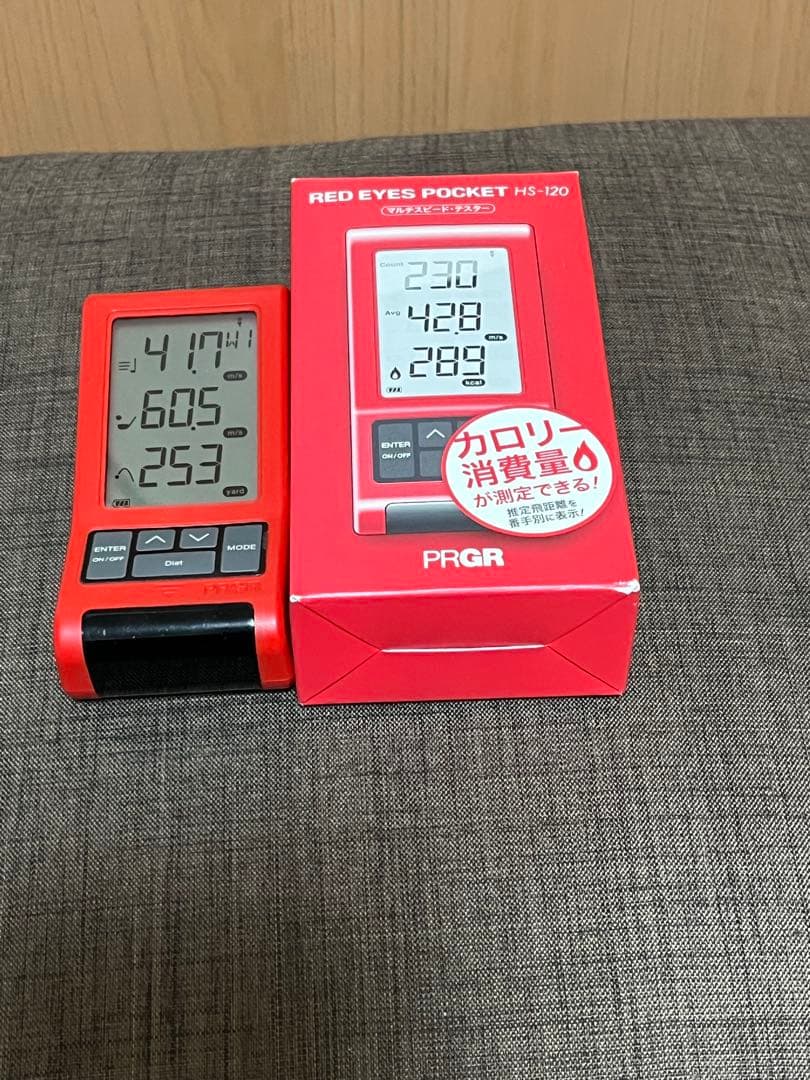 RED EYES POCKET HS-120
マルチスピード・テスター
Count 230
Avg 42.8
m/s
289
kcal
ENTER
ON/OFF
カロリー
消費量
が測定できる!
推定飛距離を
番手別に表示!
PRGR
41.7 W1
m/s
60.5
m/s
253
yard
ENTER
ON/OFF
Diet
MODE
PRGR